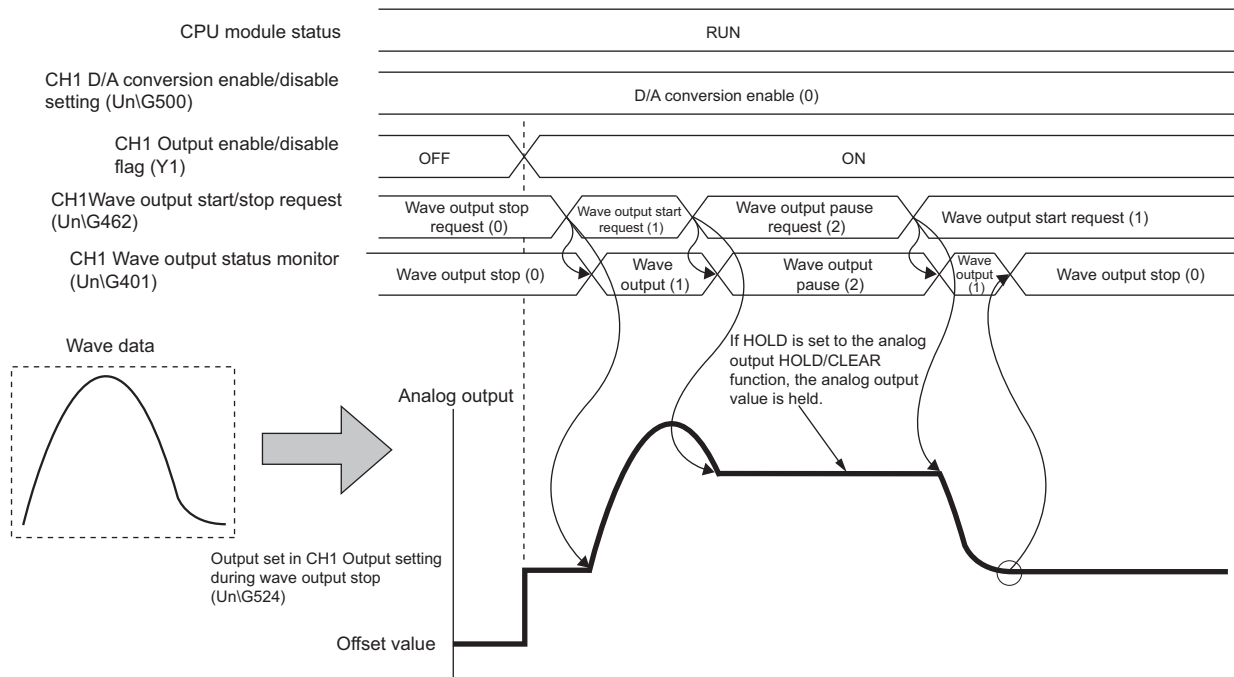 CPU module status
RUN
CH1 D/A conversion enable/disable
setting (Un\G500)
D/A conversion enable (0)
CH1 Output enable/disable
flag (Y1)
OFF
ON
CH1Wave output start/stop request
(Un\G462)
Wave output stop
request (0)
Wave output start
request (1)
Wave output pause
request (2)
Wave output start request (1)
CH1 Wave output status monitor
(Un\G401)
Wave output stop (0)
Wave
output (1)
Wave output
pause (2)
Wave
output
(1)
Wave output stop (0)
Wave data
If HOLD is set to the analog
output HOLD/CLEAR
function, the analog output
value is held.
Analog output
Output set in CH1 Output setting
during wave output stop
(Un\G524)
Offset value